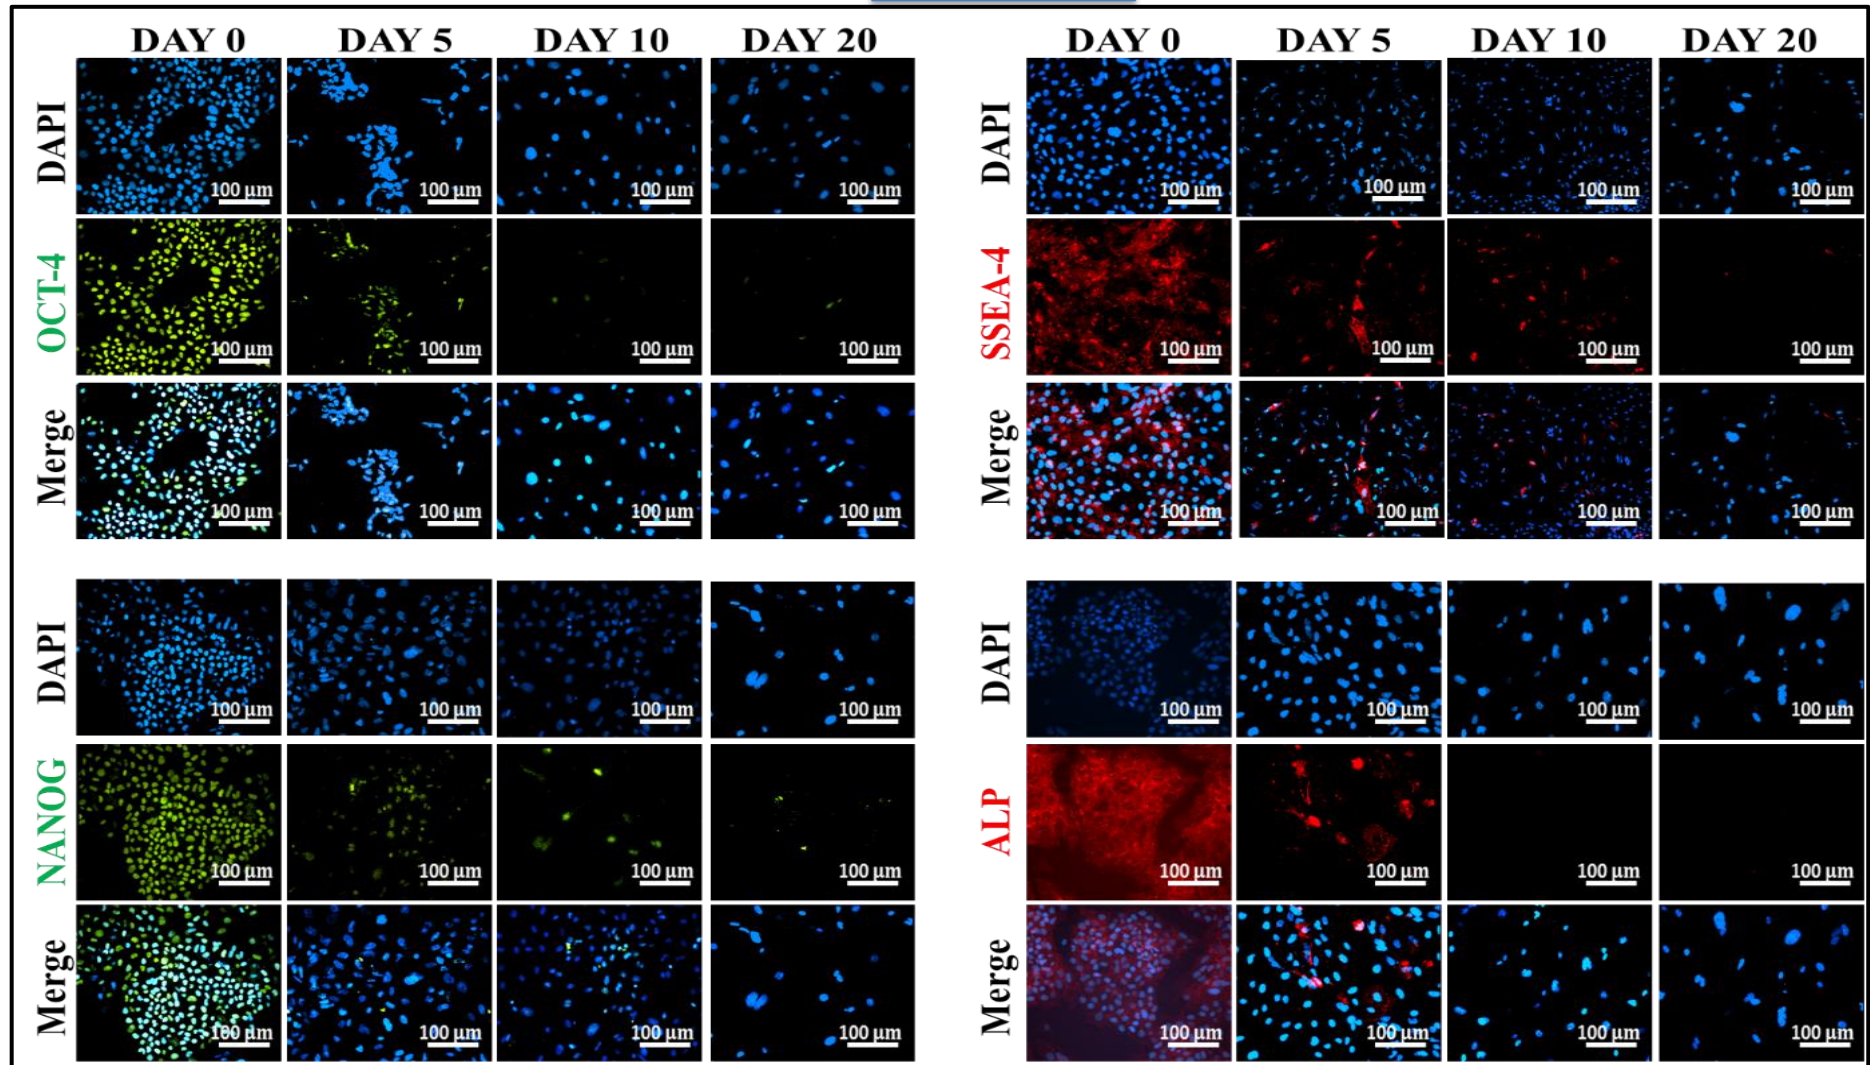 DAY 0 DAY 5 DAY 10 DAY 20
DAPI 100 µm 100 µm 100 µm 100 µm
OCT-4 100 µm 100 µm 100 µm 100 µm
Merge 100 µm 100 µm 100 µm 100 µm
DAPI 100 µm 100 µm 100 µm 100 µm
NANOG 100 µm 100 µm 100 µm 100 µm
Merge 100 µm 100 µm 100 µm 100 µm
DAY 0 DAY 5 DAY 10 DAY 20
DAPI 100 µm 100 µm 100 µm 100 µm
SSEA-4 100 µm 100 µm 100 µm 100 µm
Merge 100 µm 100 µm 100 µm 100 µm
DAPI 100 µm 100 µm 100 µm 100 µm
ALP 100 µm 100 µm 100 µm 100 µm
Merge 100 µm 100 µm 100 µm 100 µm